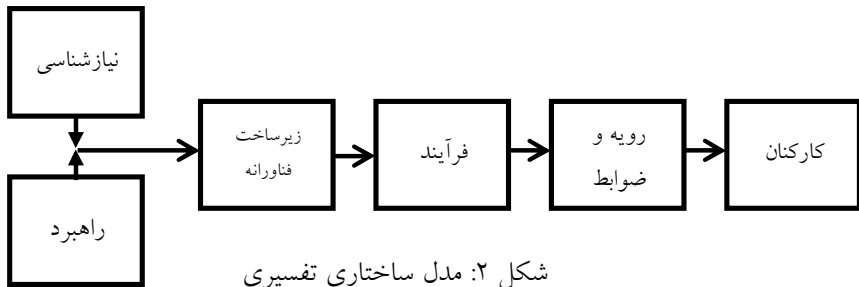 نیازشناسی
راهبرد
زیرساخت
فناورانه
فرآیند
رویه و
ضوابط
کارکنان
شکل ۲: مدل ساختاری تفسیری